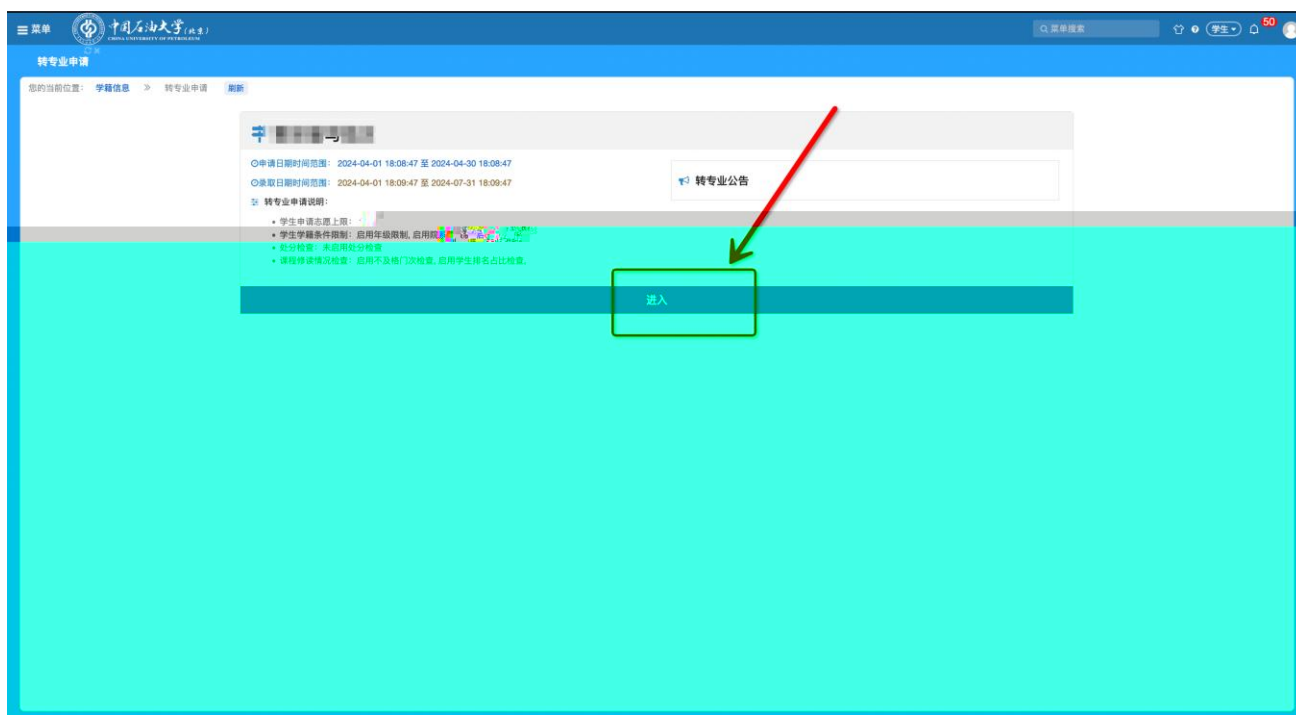 菜单 中国石油大学(北京) 菜单搜索 学生 50
CHINA UNIVERSITY OF PETROLEUM
转专业申请
您的当前位置: 学籍信息 » 转专业申请 刷新
与
申请日期时间范围: 2024-04-01 18:08:47 至 2024-04-30 18:08:47
录取日期时间范围: 2024-04-01 18:09:47 至 2024-07-31 18:09:47
转专业公告
转专业申请说明:
• 学生申请志愿上限:
• 学生学籍条件限制: 启用年级限制, 启用院
• 处分检查: 未启用处分检查
• 课程修读情况检查: 启用不及格门次检查, 启用学生排名占比检查,
进入